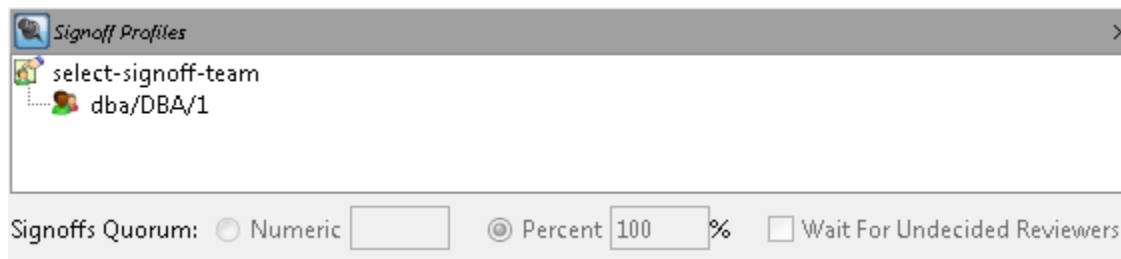 Signoff Profiles
select-signoff-team
dba/DBA/1
Signoffs Quorum: Numeric Percent 100 % Wait For Undecided Reviewers